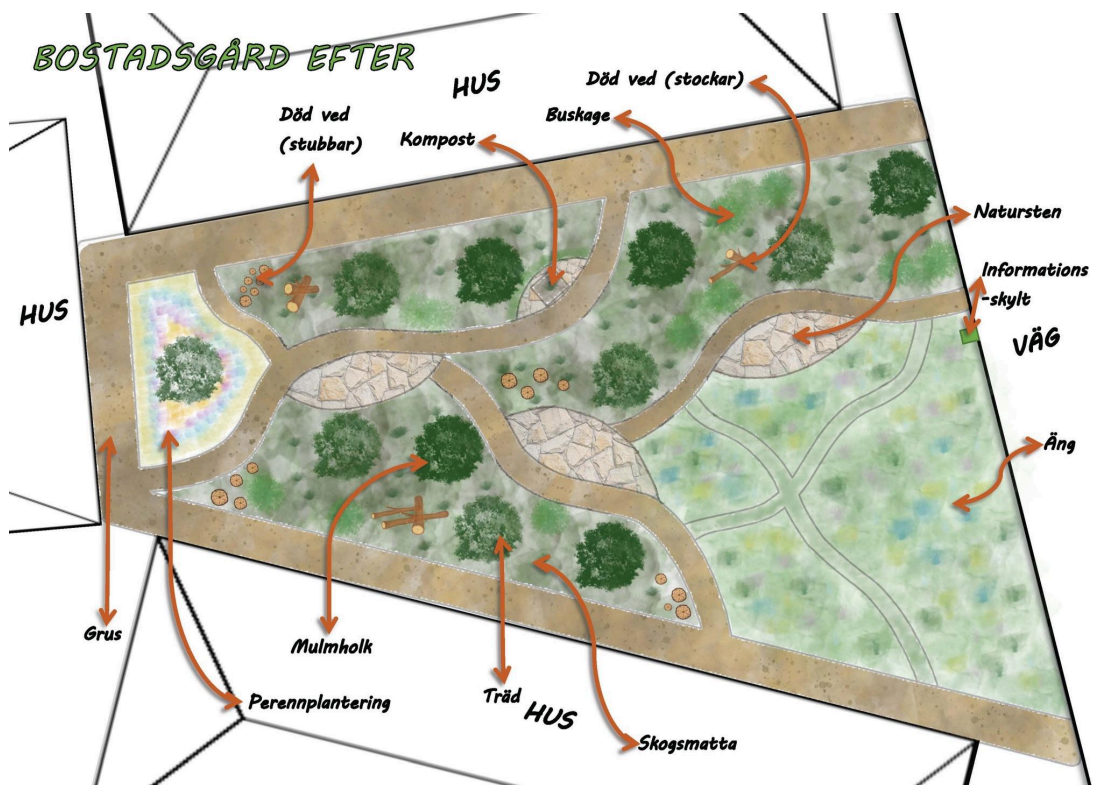 BOSTADSGÅRD EFTER
HUS
Död ved (stockar)
Död ved
(stubbar)
Buskage
Kompost
Natursten
Informations
-skylt
HUS
VÄG
Äng
Grus
Mulmholk
Perennplantering
Träd
HUS
Skogsmatta